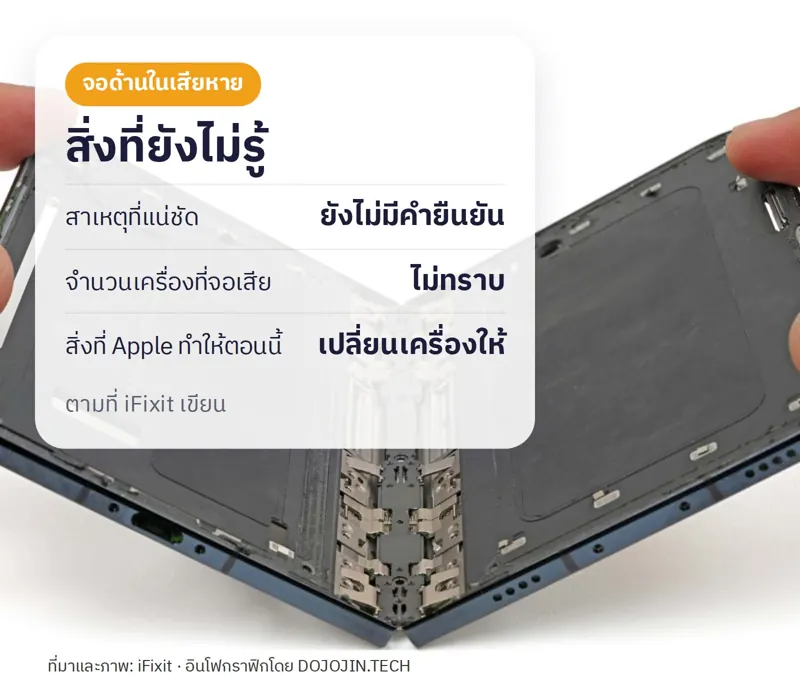 จอด้านในเสียหาย
สิ่งที่ยังไม่รู้
สาเหตุที่แน่ชัด ยังไม่มีคำยืนยัน
จำนวนเครื่องที่จอเสีย ไม่ทราบ
สิ่งที่ Apple ทำให้ตอนนี้ เปลี่ยนเครื่องให้
ตามที่ iFixit เขียน
ที่มาและภาพ: iFixit · อินโฟกราฟิกโดย DOJOJIN.TECH